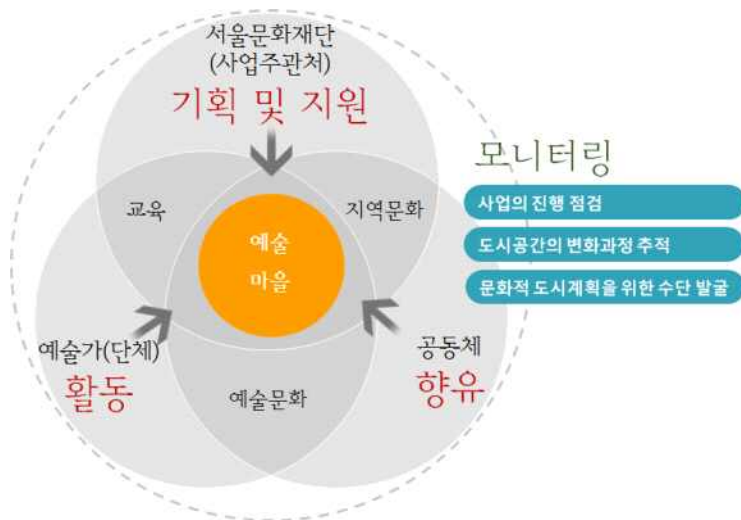 서울문화재단
(사업주관처)
기획 및 지원
모니터링
교육
지역문화
사업의 진행 점검
예술
마을
도시공간의 변화과정 추적
문화적 도시계획을 위한 수단 발굴
예술가(단체)
활동
예술문화
공동체
향유